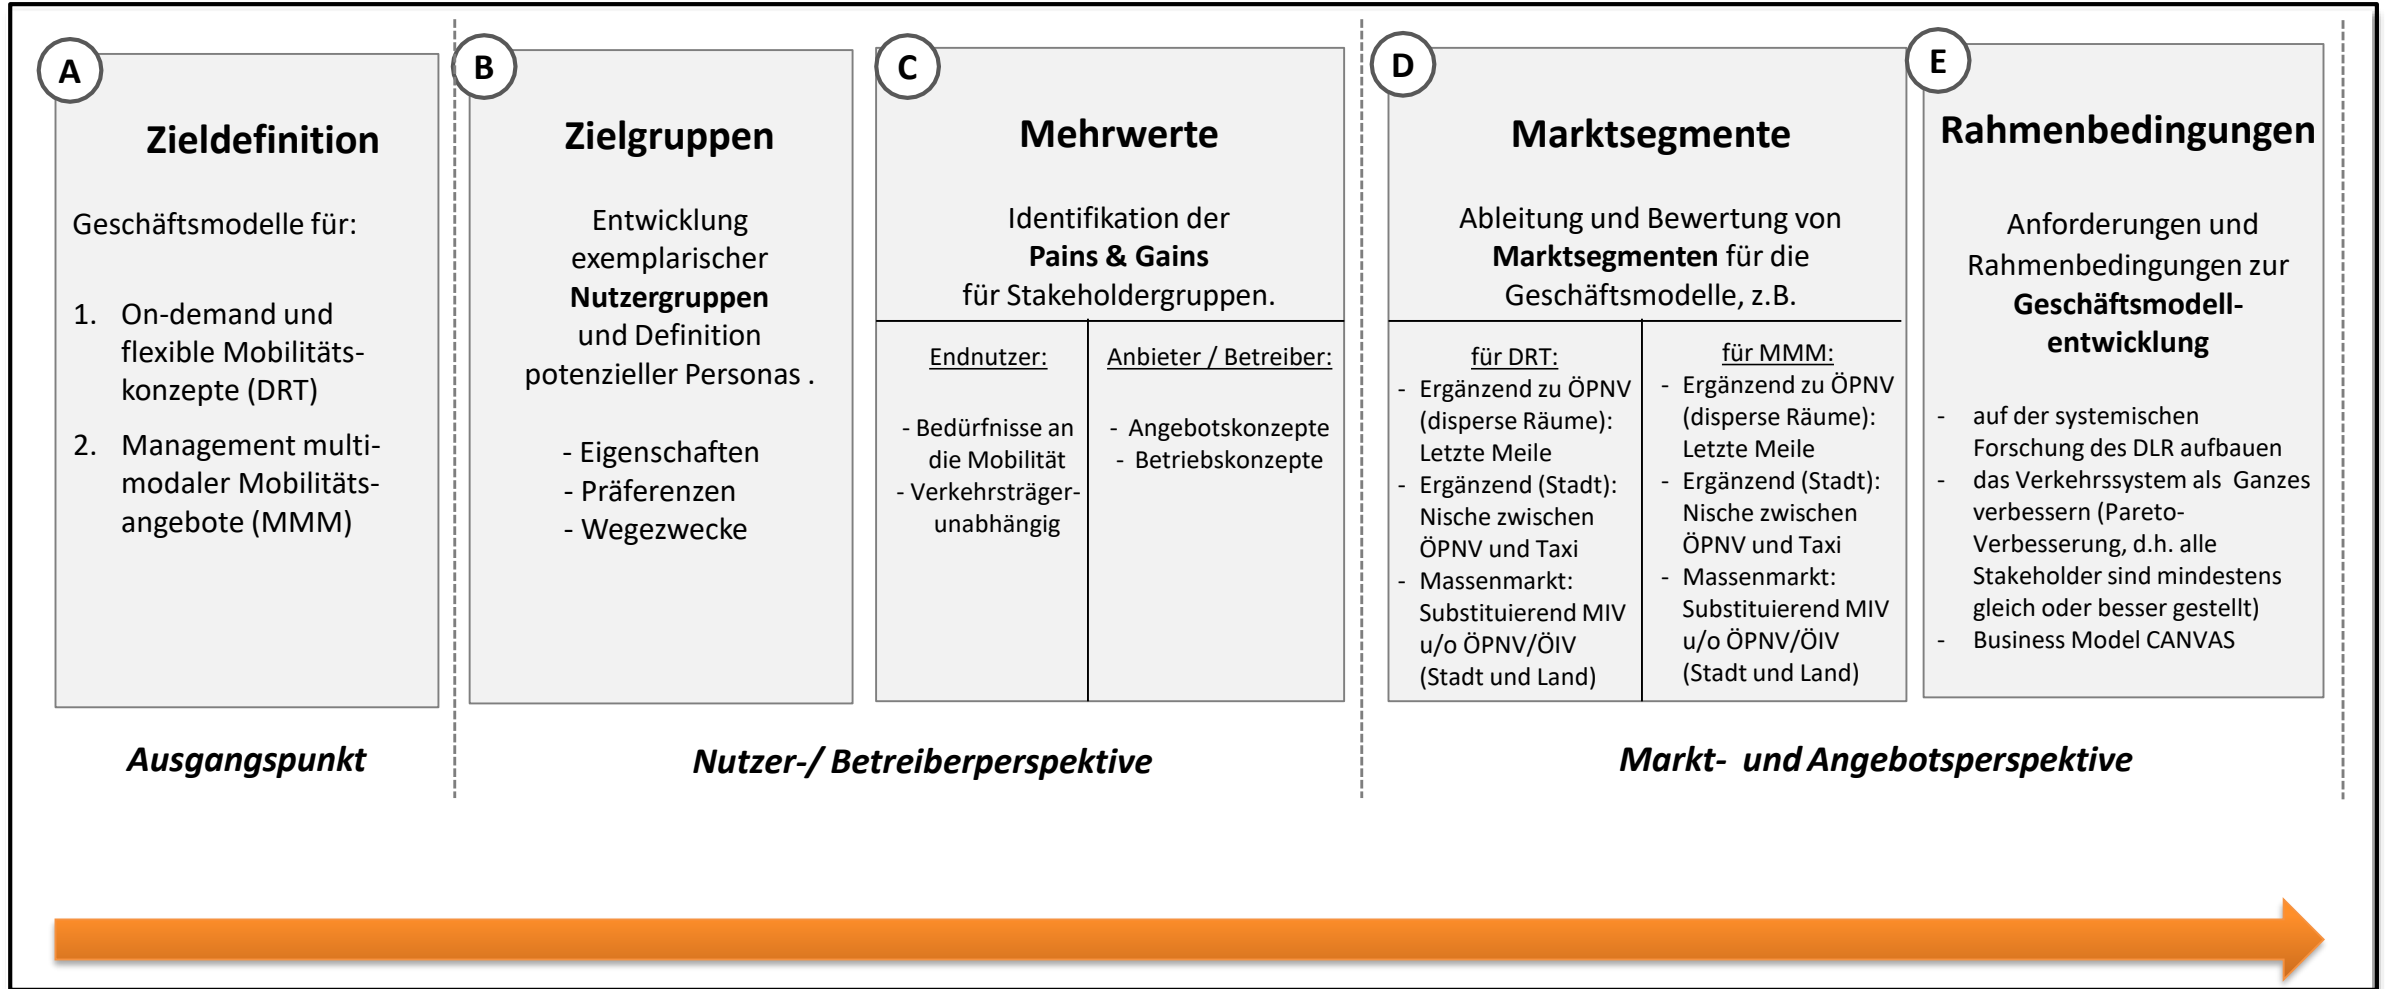 A
Zieldefinition
Geschäftsmodelle für:
1. On-demand und
flexible Mobilitäts-
konzepte (DRT)
2. Management multi-
modaler Mobilitäts-
angebote (MMM)
B
Zielgruppen
Entwicklung
exemplarischer
Nutzergruppen
und Definition
potenzieller Personas .
- Eigenschaften
- Präferenzen
- Wegezwecke
C
Mehrwerte
Identifikation der
Pains & Gains
für Stakeholdergruppen.
Endnutzer:
- Bedürfnisse an
die Mobilität
- Verkehrsträger-
unabhängig
Anbieter / Betreiber:
- Angebotskonzepte
- Betriebskonzepte
D
Marktsegmente
Ableitung und Bewertung von
Marktsegmenten für die
Geschäftsmodelle, z.B.
für DRT:
- Ergänzend zu ÖPNV
(disperse Räume):
Letzte Meile
- Ergänzend (Stadt):
Nische zwischen
ÖPNV und Taxi
- Massenmarkt:
Substituierend MIV
u/o ÖPNV/ÖIV
(Stadt und Land)
für MMM:
- Ergänzend zu ÖPNV
(disperse Räume):
Letzte Meile
- Ergänzend (Stadt):
Nische zwischen
ÖPNV und Taxi
- Massenmarkt:
Substituierend MIV
u/o ÖPNV/ÖIV
(Stadt und Land)
E
Rahmenbedingungen
Anforderungen und
Rahmenbedingungen zur
Geschäftsmodell-
entwicklung
- auf der systemischen
Forschung des DLR aufbauen
- das Verkehrssystem als Ganzes
verbessern (Pareto-
Verbesserung, d.h. alle
Stakeholder sind mindestens
gleich oder besser gestellt)
- Business Model CANVAS
Ausgangspunkt
Nutzer-/ Betreiberperspektive
Markt- und Angebotsperspektive